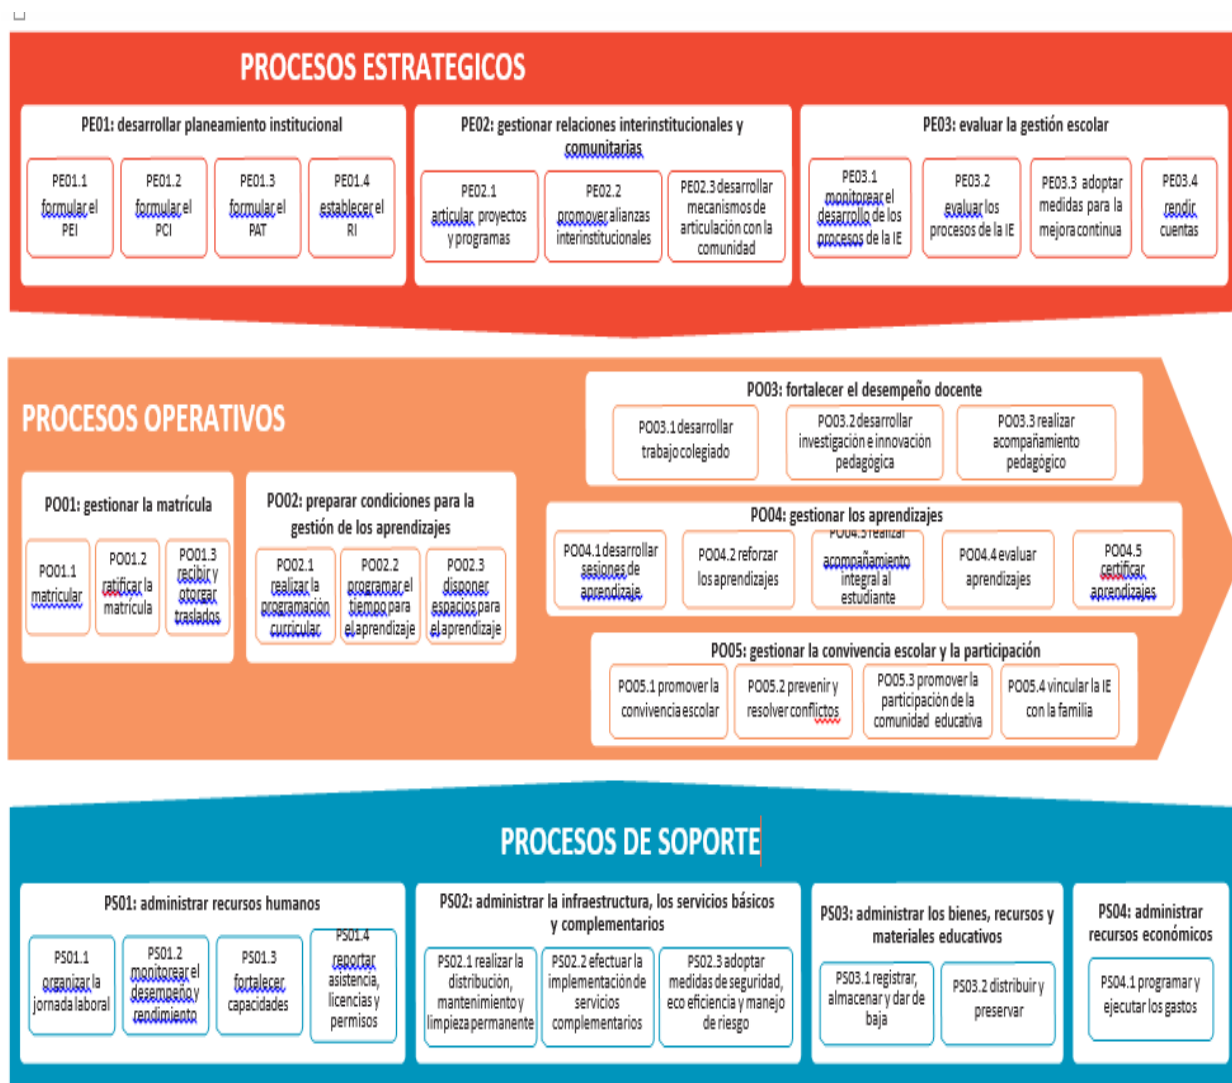 PROCESOS ESTRATEGICOS
PE01: desarrollar planeamiento institucional
PE01.1
formular el
PEI
PE01.2
formular el
PCI
PE01.3
formular el
PAT
PE01.4
establecer el
RI
PE02: gestionar relaciones interinstitucionales y
comunitarias
PE02.1
articular proyectos
y programas
PE02.2
promover alianzas
interinstitucionales
PE02.3 desarrollar
mecanismos de
articulación con la
comunidad
PE03: evaluar la gestión escolar
PE03.1
monitorear el
desarrollo de los
procesos de la IE
PE03.2
evaluar los
procesos de la IE
PE03.3 adoptar
medidas para la
mejora continua
PE03.4
rendir
cuentas
PROCESOS OPERATIVOS
PO01: gestionar la matrícula
PO01.1
matricular
PO01.2
ratificar la
matrícula
PO01.3
recibir y
otorgar
traslados
PO02: preparar condiciones para la
gestión de los aprendizajes
PO02.1
realizar la
programación
curricular
PO02.2
programar el
tiempo para
el aprendizaje
PO02.3
disponer
espacios para
el aprendizaje
PO03: fortalecer el desempeño docente
PO03.1 desarrollar
trabajo colegiado
PO03.2 desarrollar
investigación e innovación
pedagógica
PO03.3 realizar
acompañamiento
pedagógico
PO04: gestionar los aprendizajes
PO04.1 desarrollar
sesiones de
aprendizaje
PO04.2 reforzar
los aprendizajes
PO04.3 realizar
acompañamiento
integral al
estudiante
PO04.4 evaluar
aprendizajes
PO04.5
certificar
aprendizajes
PO05: gestionar la convivencia escolar y la participación
PO05.1 promover la
convivencia escolar
PO05.2 prevenir y
resolver conflictos
PO05.3 promover la
participación de la
comunidad educativa
PO05.4 vincular la IE
con la familia
PROCESOS DE SOPORTE
PS01: administrar recursos humanos
PS01.1
organizar la
jornada laboral
PS01.2
monitorear el
desempeño y
rendimiento
PS01.3
fortalecer
capacidades
PS01.4
reportar
asistencia,
licencias y
permisos
PS02: administrar la infraestructura, los servicios básicos
y complementarios
PS02.1 realizar la
distribución,
mantenimiento y
limpieza permanente
PS02.2 efectuar la
implementación de
servicios
complementarios
PS02.3 adoptar
medidas de seguridad,
eco eficiencia y manejo
de riesgo
PS03: administrar los bienes, recursos y
materiales educativos
PS03.1 registrar,
almacenar y dar de
baja
PS03.2 distribuir y
preservar
PS04: administrar
recursos económicos
PS04.1 programar y
ejecutar los gastos